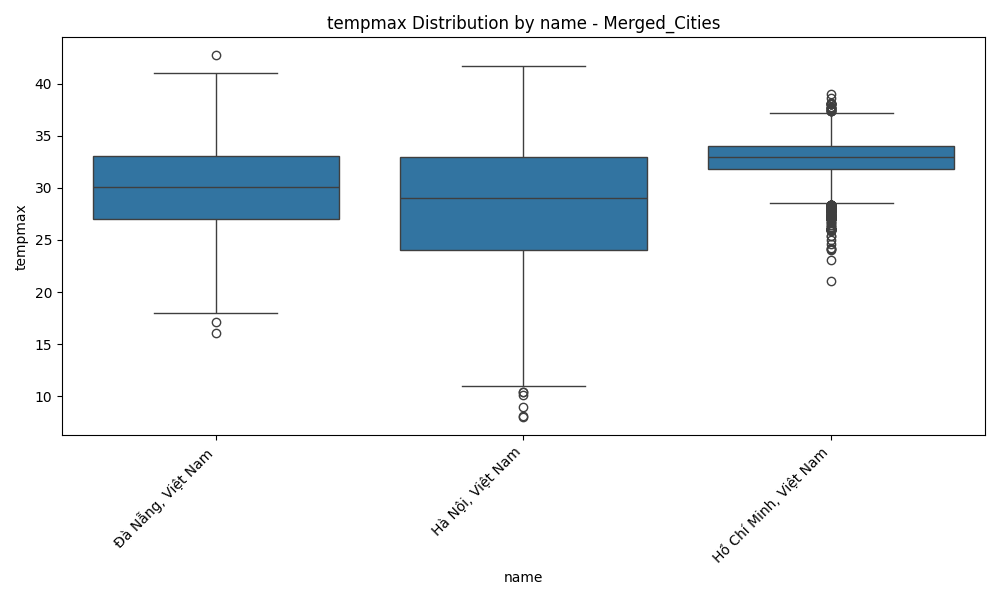 tempmax Distribution by name - Merged_Cities
tempmax
40
35
30
25
20
15
10
Đà Nẵng, Việt Nam
Hà Nội, Việt Nam
Hồ Chí Minh, Việt Nam
name